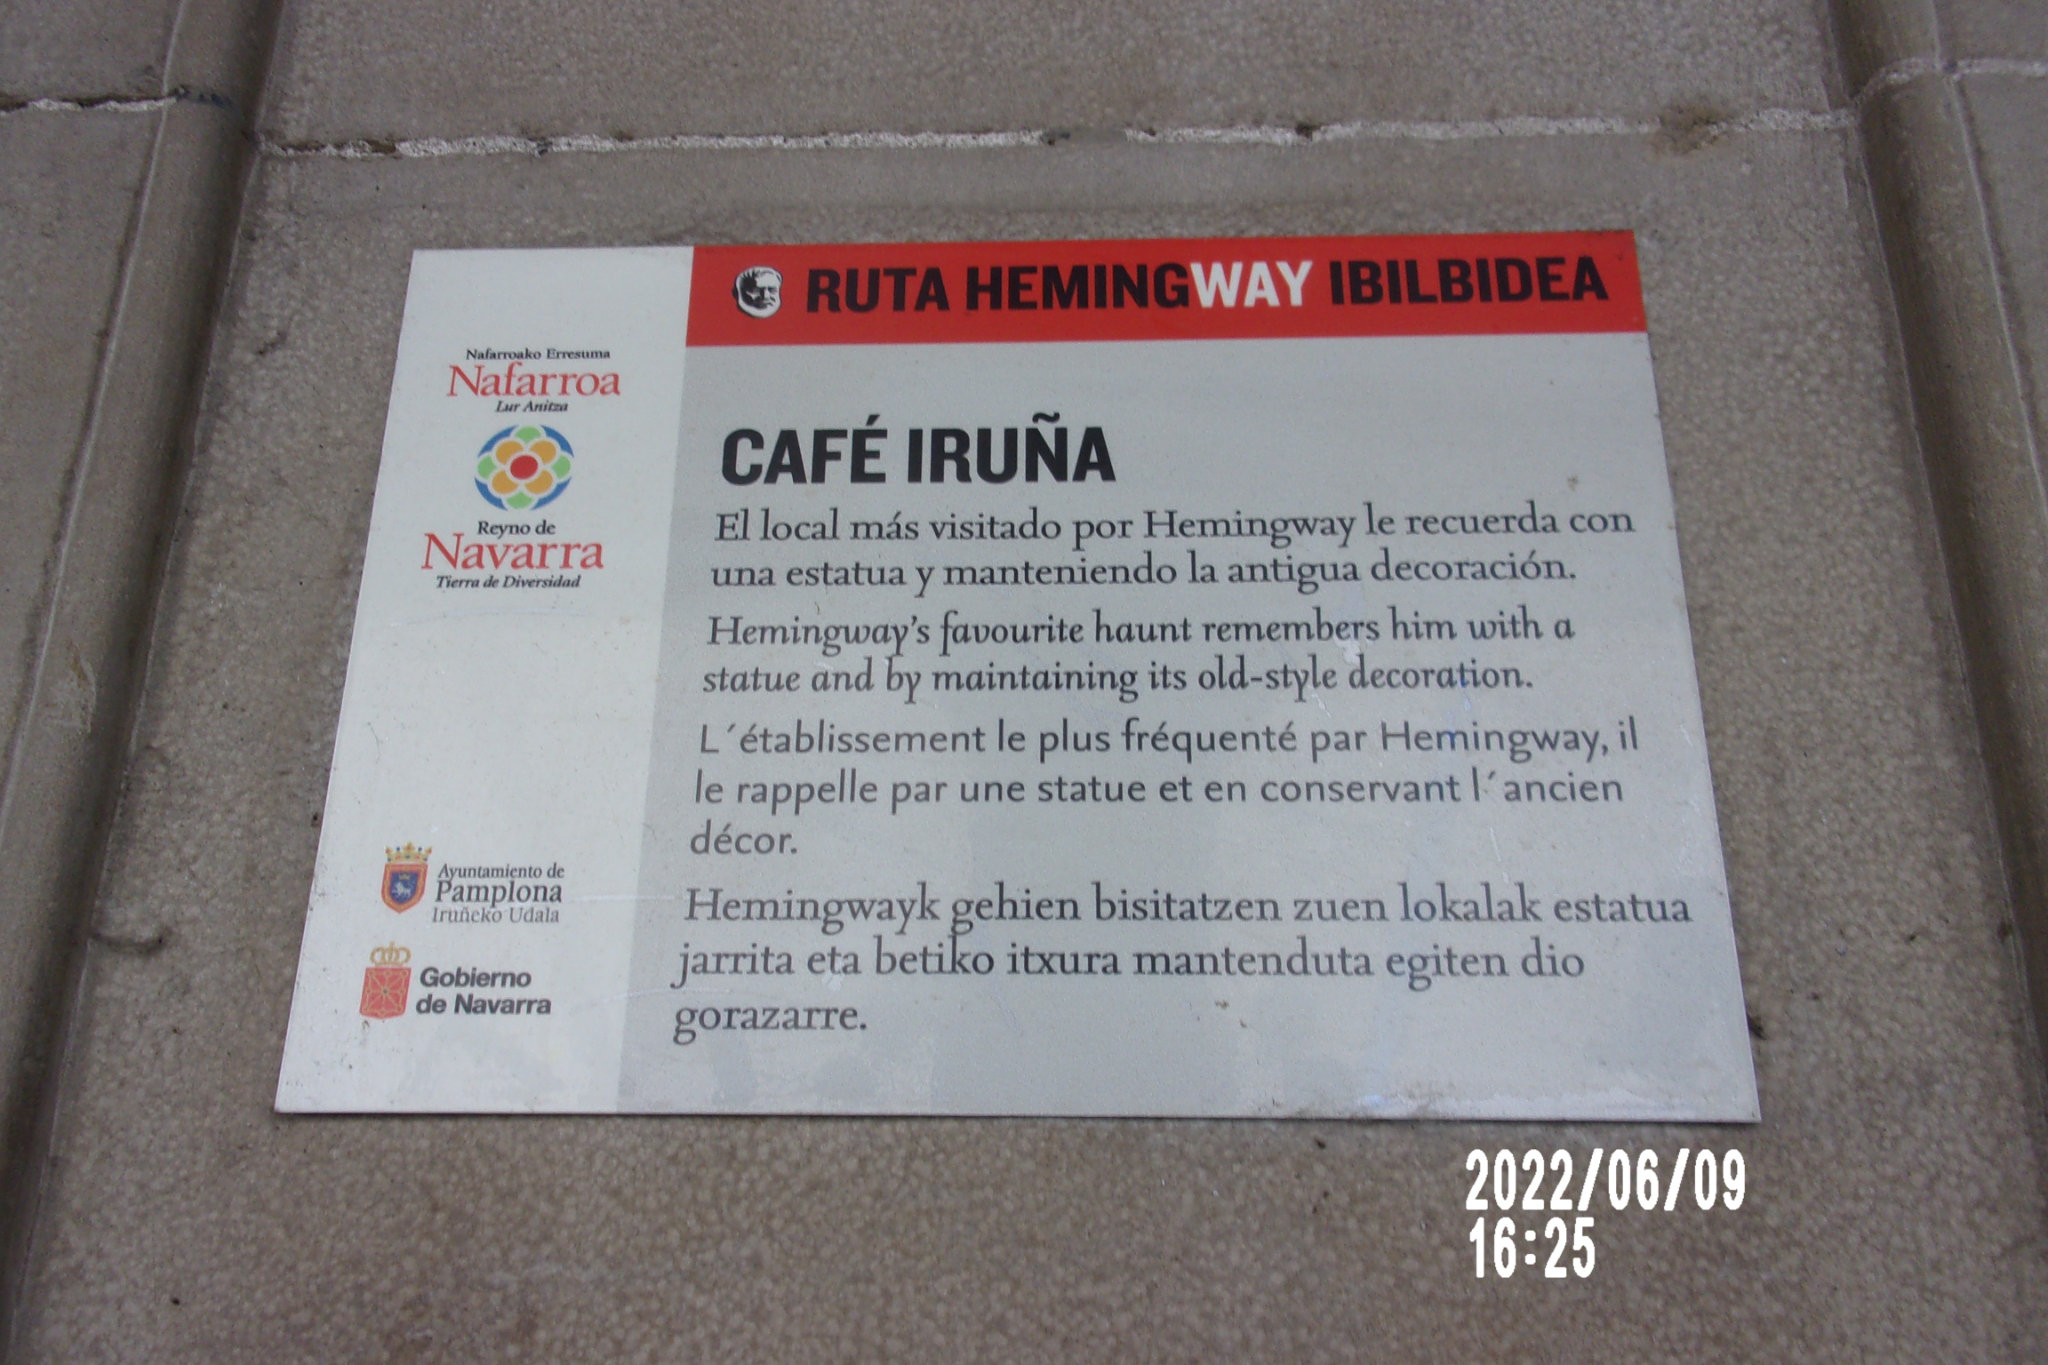 RUTA HEMINGWAY IBILBIDEA
Nafarroako Erresuma
Nafarroa
Lur Anitza
Reyno de
Navarra
Tierra de Diversidad
CAFÉ IRUÑA
El local más visitado por Hemingway le recuerda con
una estatua y manteniendo la antigua decoración.
Hemingway's favourite haunt remembers him with a
statue and by maintaining its old-style decoration.
L´établissement le plus fréquenté par Hemingway, il
le rappelle par une statue et en conservant l´ancien
décor.
Hemingwayk gehien bisitatzen zuen lokalak estatua
jarrita eta betiko itxura mantenduta egiten dio
gorazarre.
Ayuntamiento de
Pamplona
Iruñeko Udala
Gobierno
de Navarra
2022/06/09
16:25